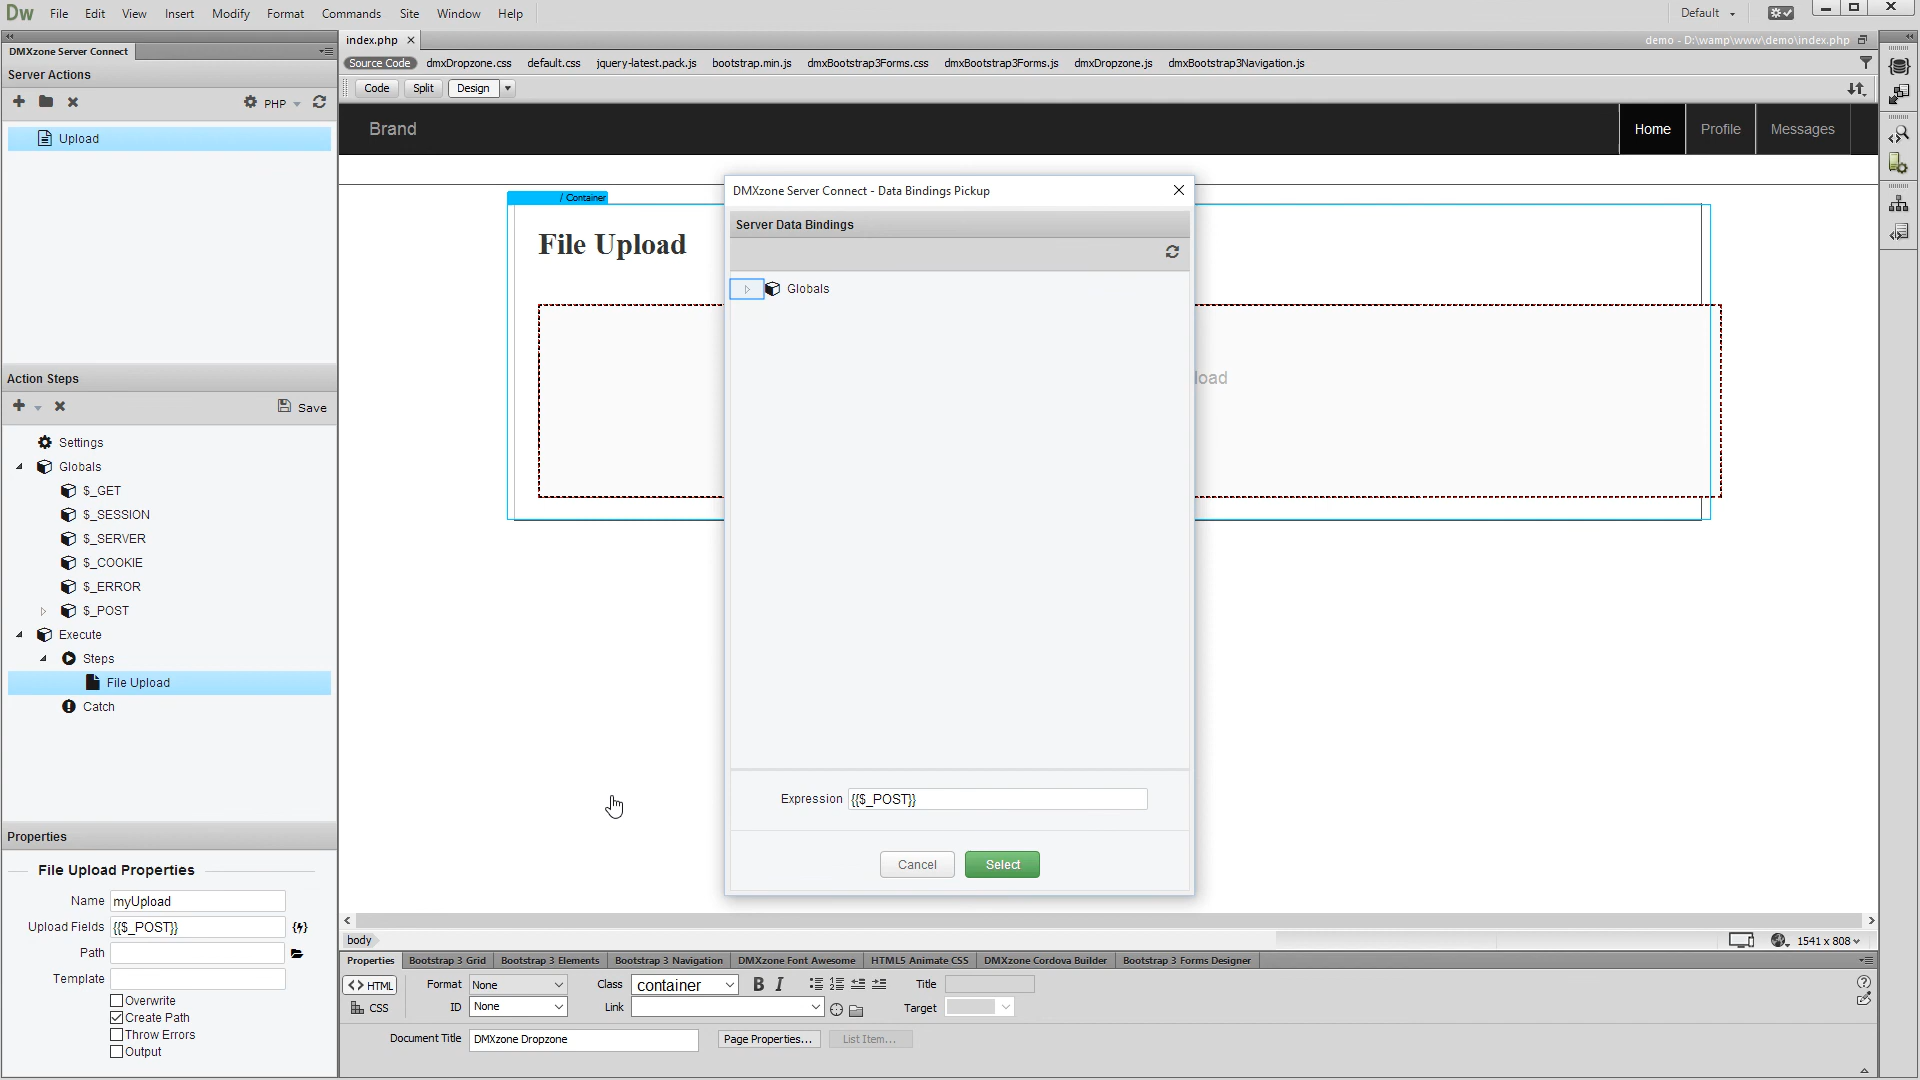 Dw File Edit View Insert Modify Format Commands Site Window Help Default
DMXzone Server Connect
index.php
demo - D:\wamp\www\demo\index.php
Source Code dmxDropzone.css default.css jquery-latest.pack.js bootstrap.min.js dmxBootstrap3Forms.css dmxBootstrap3Forms.js dmxDropzone.js dmxBootstrap3Navigation.js
Server Actions
Code Split Design
PHP
Upload
Brand Home Profile Messages
/ Container
File Upload
load
DMXzone Server Connect - Data Bindings Pickup
Server Data Bindings
Globals
Expression {{$_POST}}
Cancel Select
Action Steps
Save
Settings
Globals
$_GET
$_SESSION
$_SERVER
$_COOKIE
$_ERROR
$_POST
Execute
Steps
File Upload
Catch
Properties
File Upload Properties
Name myUpload
Upload Fields {{$_POST}}
Path
Template
Overwrite
Create Path
Throw Errors
Output
body
1541 x 808
Properties Bootstrap 3 Grid Bootstrap 3 Elements Bootstrap 3 Navigation DMXzone Font Awesome HTML5 Animate CSS DMXzone Cordova Builder Bootstrap 3 Forms Designer
<> HTML Format None Class container B I Title
CSS ID None Link Target
Document Title DMXzone Dropzone Page Properties... List Item...